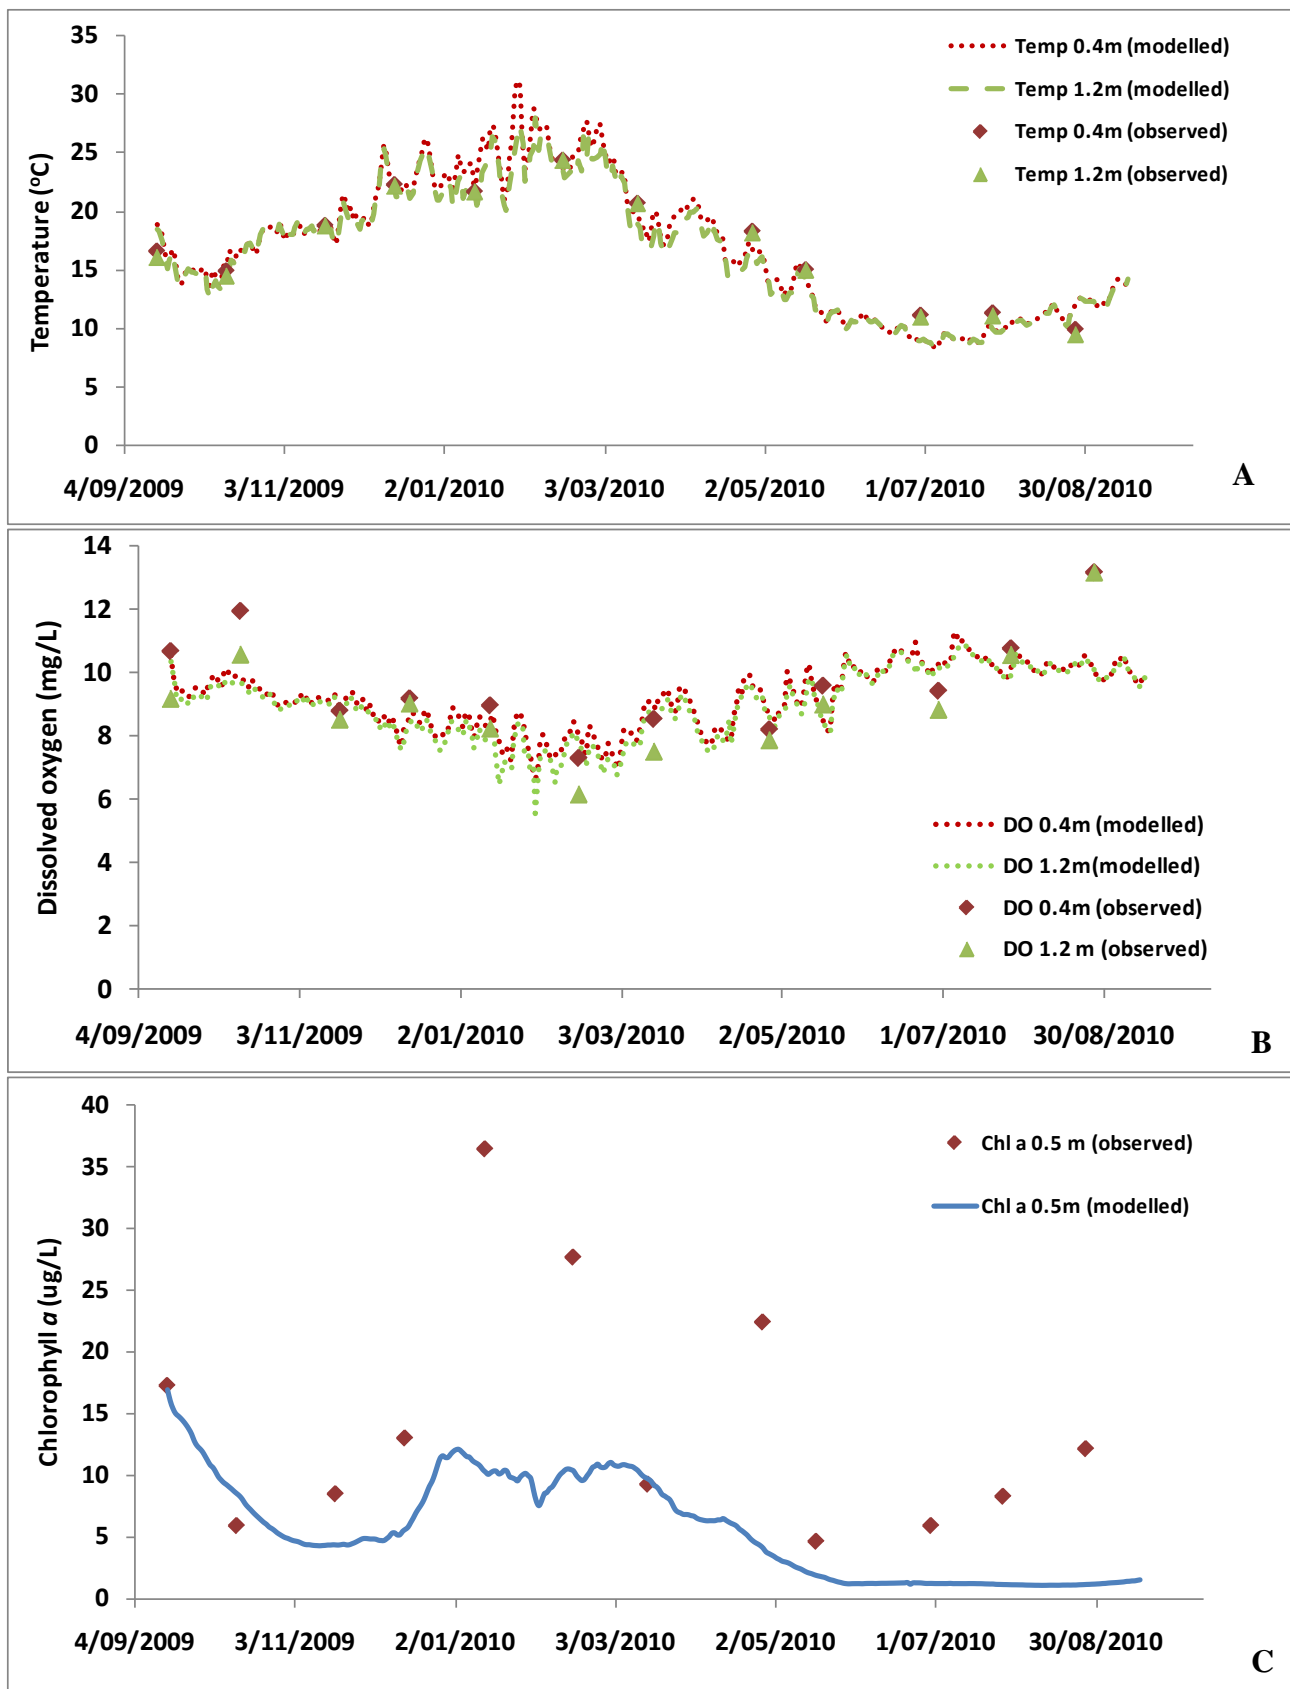 35
30
25
20
15
10
5
0
Temperature (ºC)
Temp 0.4m (modelled)
Temp 1.2m (modelled)
Temp 0.4m (observed)
Temp 1.2m (observed)
4/09/2009 3/11/2009 2/01/2010 3/03/2010 2/05/2010 1/07/2010 30/08/2010
A
14
12
10
8
6
4
2
0
Dissolved oxygen (mg/L)
DO 0.4m (modelled)
DO 1.2m(modelled)
DO 0.4m (observed)
DO 1.2 m (observed)
4/09/2009 3/11/2009 2/01/2010 3/03/2010 2/05/2010 1/07/2010 30/08/2010
B
40
35
30
25
20
15
10
5
0
Chlorophyll a (ug/L)
Chl a 0.5 m (observed)
Chl a 0.5m (modelled)
4/09/2009 3/11/2009 2/01/2010 3/03/2010 2/05/2010 1/07/2010 30/08/2010
C